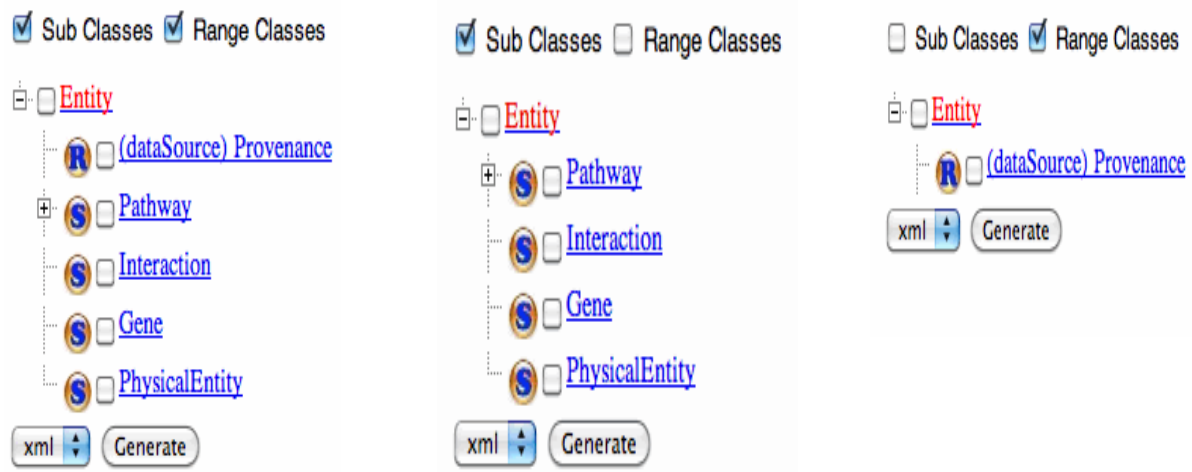 Sub Classes Range Classes
Entity
R (dataSource) Provenance
S Pathway
S Interaction
S Gene
S PhysicalEntity
xml Generate
Sub Classes Range Classes
Entity
S Pathway
S Interaction
S Gene
S PhysicalEntity
xml Generate
Sub Classes Range Classes
Entity
R (dataSource) Provenance
xml Generate